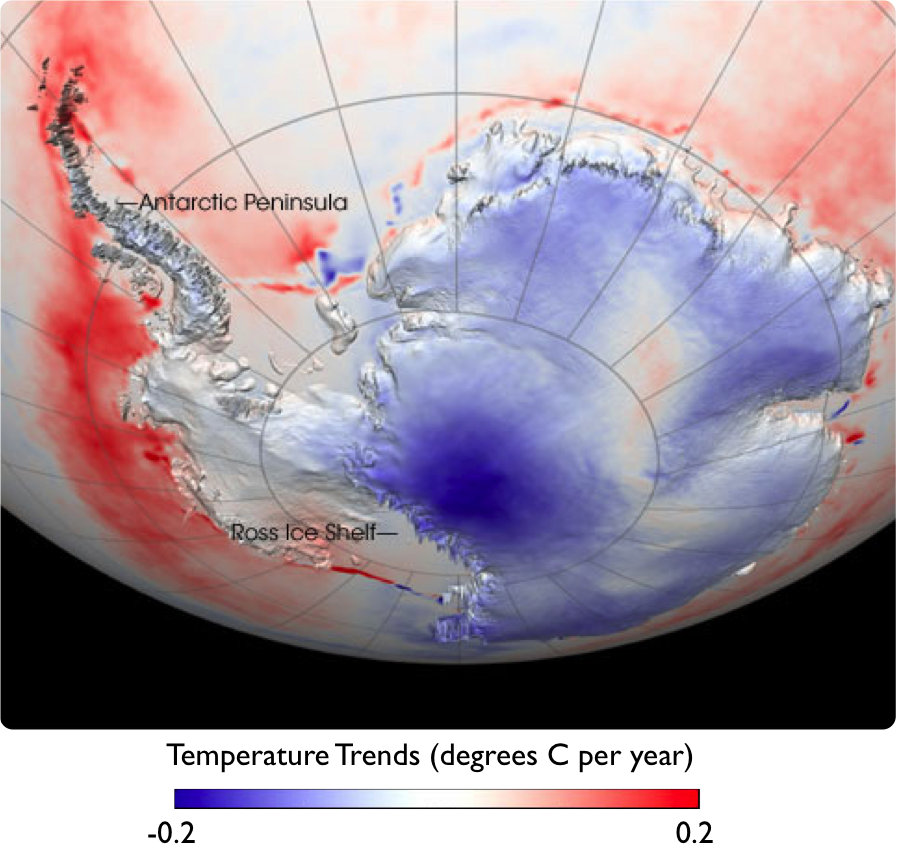 Antarctic Peninsula
Ross Ice Shelf
Temperature Trends (degrees C per year)
-0.2 0.2